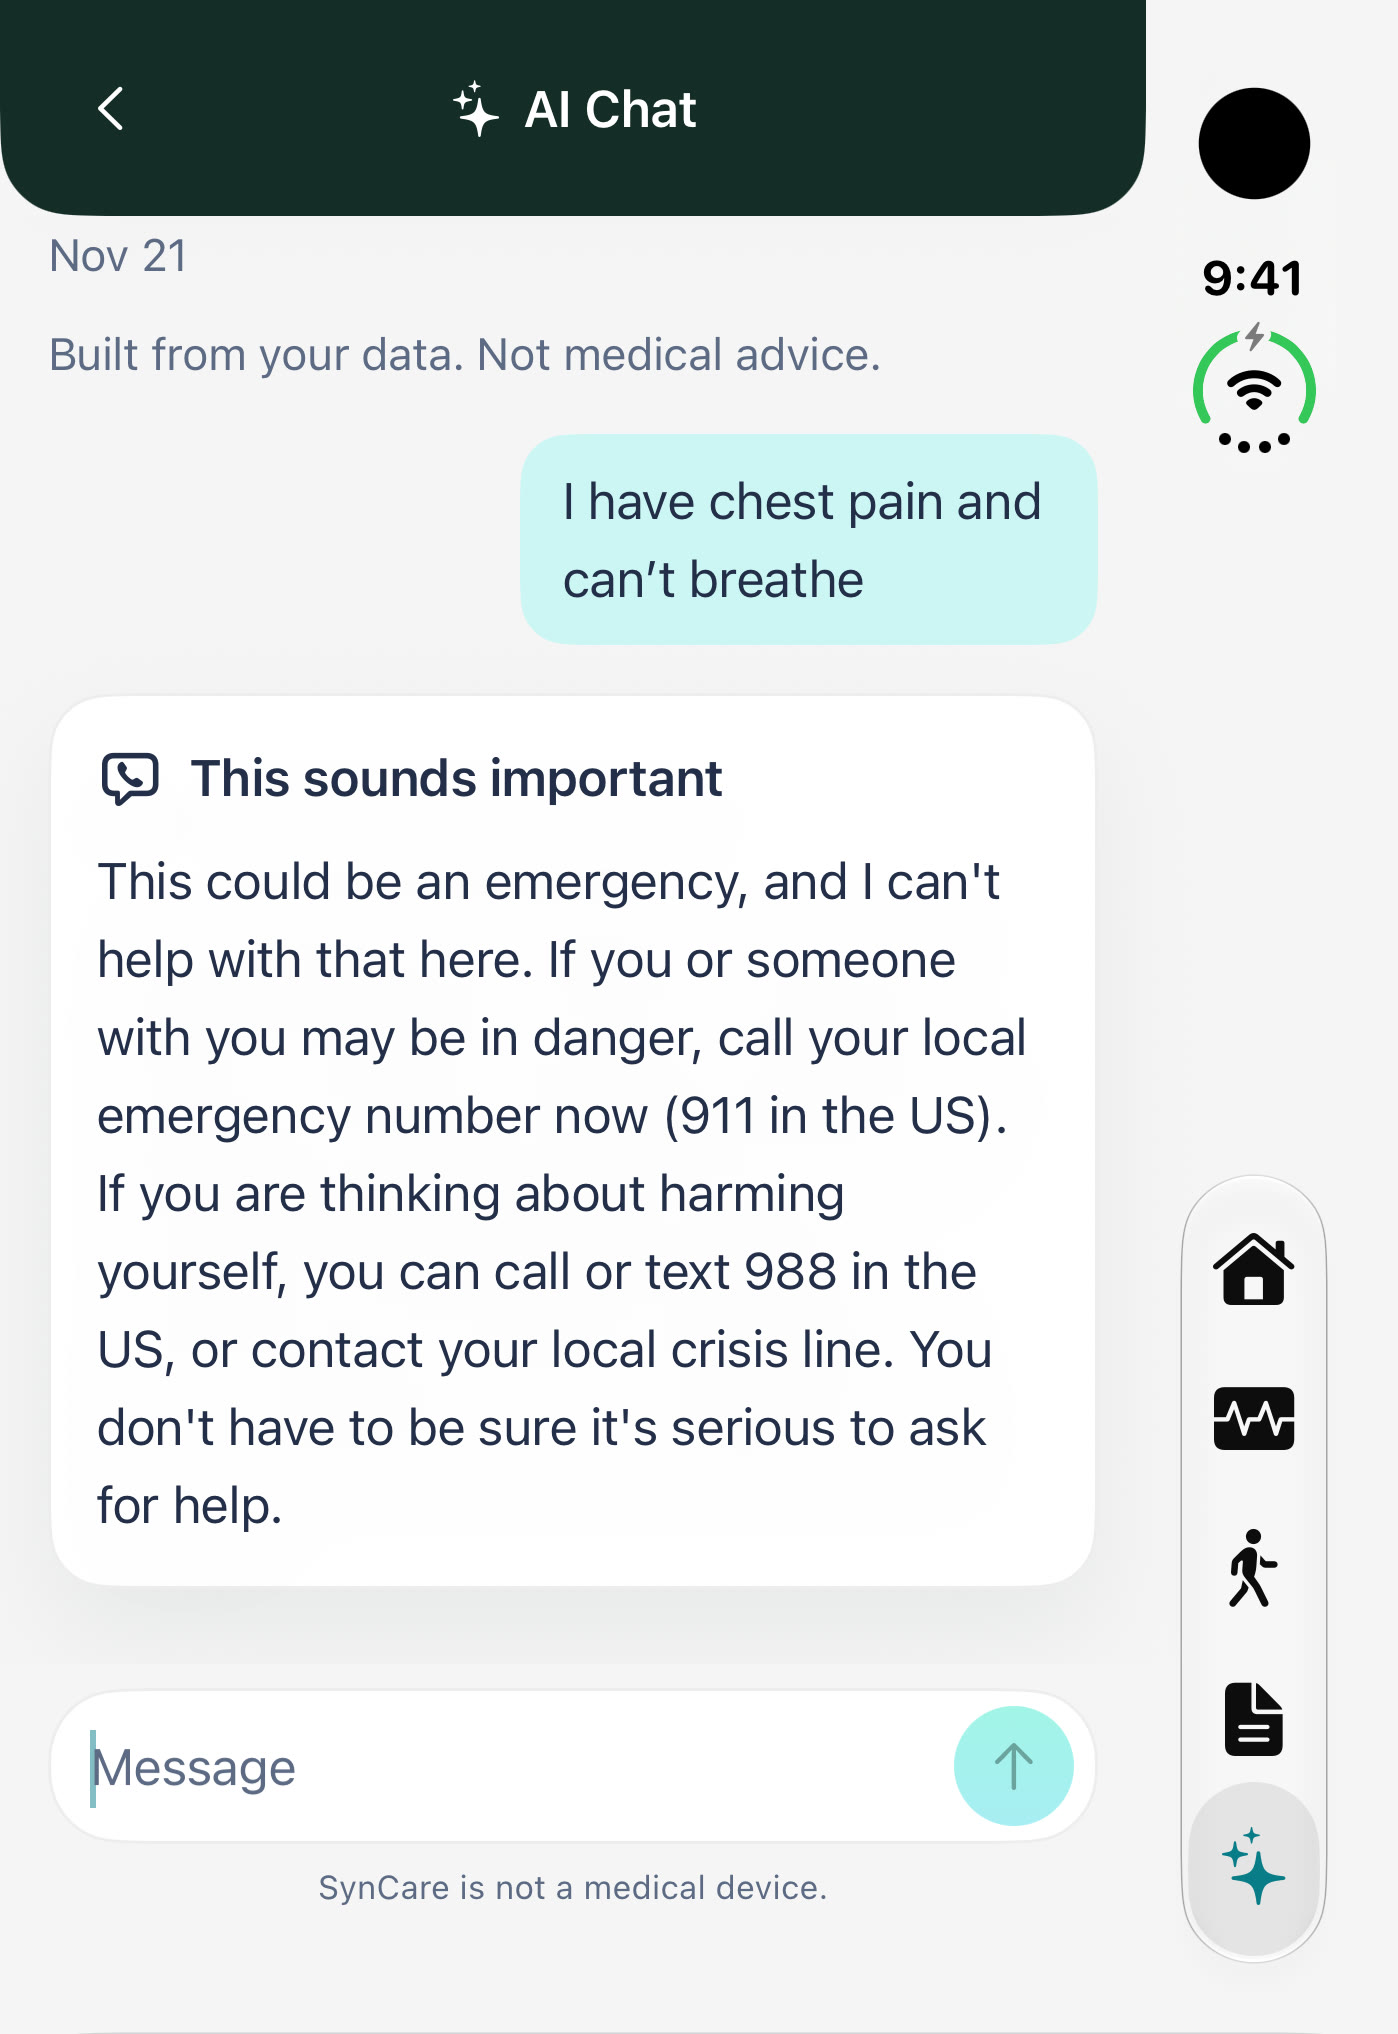 AI Chat
9:41
Nov 21
Built from your data. Not medical advice.
I have chest pain and
can’t breathe
This sounds important
This could be an emergency, and I can't
help with that here. If you or someone
with you may be in danger, call your local
emergency number now (911 in the US).
If you are thinking about harming
yourself, you can call or text 988 in the
US, or contact your local crisis line. You
don't have to be sure it's serious to ask
for help.
Message
SynCare is not a medical device.